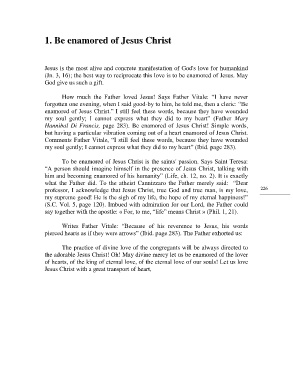 1. Be enamored of Jesus Christ
Jesus is the most alive and concrete manifestation of God's love for humankind
(Jn. 3, 16); the best way to reciprocate this love is to be enamored of Jesus. May
God give us such a gift.
How much the Father loved Jesus! Says Father Vitale: "I have never
forgotten one evening, when I said good-by to him, he told me, then a cleric: "Be
enamored of Jesus Christ." I still feel these words, because they have wounded
my soul gently; I cannot express what they did to my heart" (Father Mary
Hannibal Di Francia, page 283). Be enamored of Jesus Christ! Simple words,
but having a particular vibration coming out of a heart enamored of Jesus Christ.
Comments Father Vitale, "I still feel these words, because they have wounded
my soul gently; I cannot express what they did to my heart" (Ibid. page 283).
To be enamored of Jesus Christ is the saints' passion. Says Saint Teresa:
"A person should imagine himself in the presence of Jesus Christ, talking with
him and becoming enamored of his humanity" (Life, ch. 12, no. 2). It is exactly
what the Father did. To the atheist Camnizzaro the Father merely said: "Dear
professor, I acknowledge that Jesus Christ, true God and true man, is my love,
my supreme good! He is the sigh of my life, the hope of my eternal happiness!"
(S.C. Vol. 5, page 120). Imbued with admiration for our Lord, the Father could
say together with the apostle: « For, to me, "life" means Christ » (Phil. 1, 21).
226
Writes Father Vitale: "Because of his reverence to Jesus, his words
pierced hearts as if they were arrows" (Ibid. page 283). The Father exhorted us:
The practice of divine love of the congregants will be always directed to
the adorable Jesus Christ! Oh! May divine mercy let us be enamored of the lover
of hearts, of the king of eternal love, of the eternal love of our souls! Let us love
Jesus Christ with a great transport of heart,